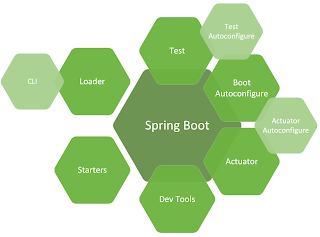 Test
Test
Autoconfigure
CLI
Loader
Boot
Autoconfigure
Spring Boot
Actuator
Autoconfigure
Starters
Actuator
Dev Tools